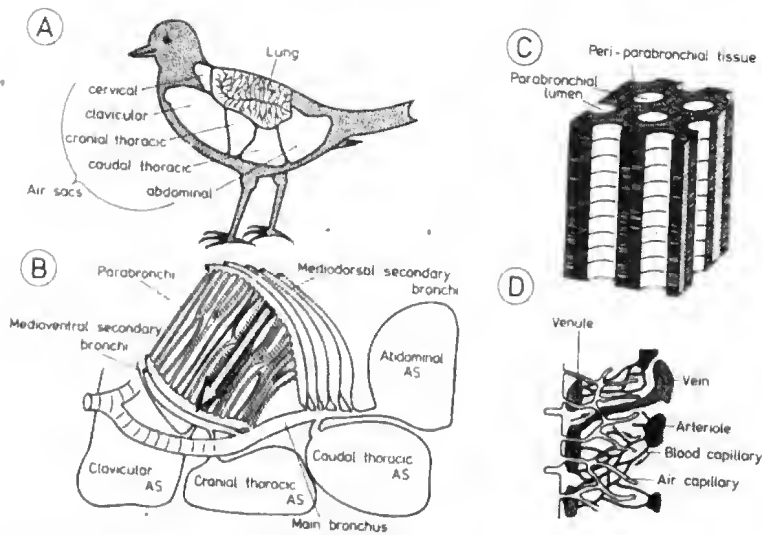 A
Lung
cervical
clavicular
cranial thoracic
caudal thoracic
abdominal
Air sacs
B
Parabronchi
Mediodorsal secondary
bronchi
Medioventral secondary
bronchi
Abdominal
AS
Clavicular
AS
Cranial thoracic
AS
Caudal thoracic
AS
Main bronchus
C
Peri-parabronchial tissue
Parabronchial
lumen
D
Venule
Vein
Arteriole
Blood capillary
Air capillary